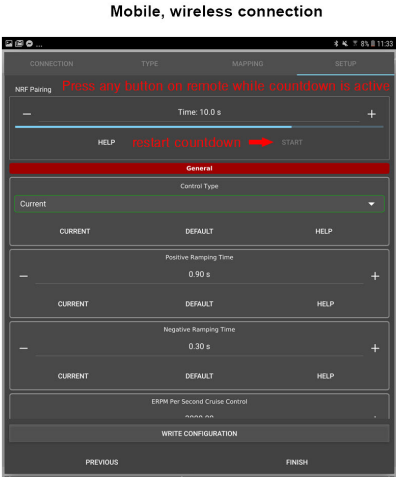 Mobile, wireless connection
8% 11:33
CONNECTION TYPE MAPPING SETUP
NRF Pairing Press any botton on remote while countdown is active
− Time: 10.0 s +
HELP restart countdown START
General
Control Type
Current
CURRENT DEFAULT HELP
Positive Ramping Time
− 0.90 s +
CURRENT DEFAULT HELP
Negative Ramping Time
− 0.30 s +
CURRENT DEFAULT HELP
ERPM Per Second Cruise Control
WRITE CONFIGURATION
PREVIOUS FINISH